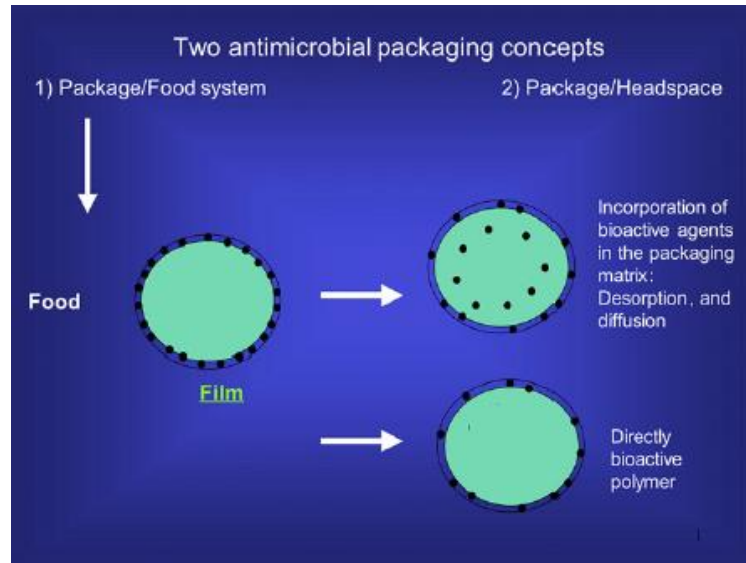 Two antimicrobial packaging concepts
1) Package/Food system
2) Package/Headspace
Incorporation of
bioactive agents
in the packaging
matrix:
Desorption, and
diffusion
Food
Film
Directly
bioactive
polymer